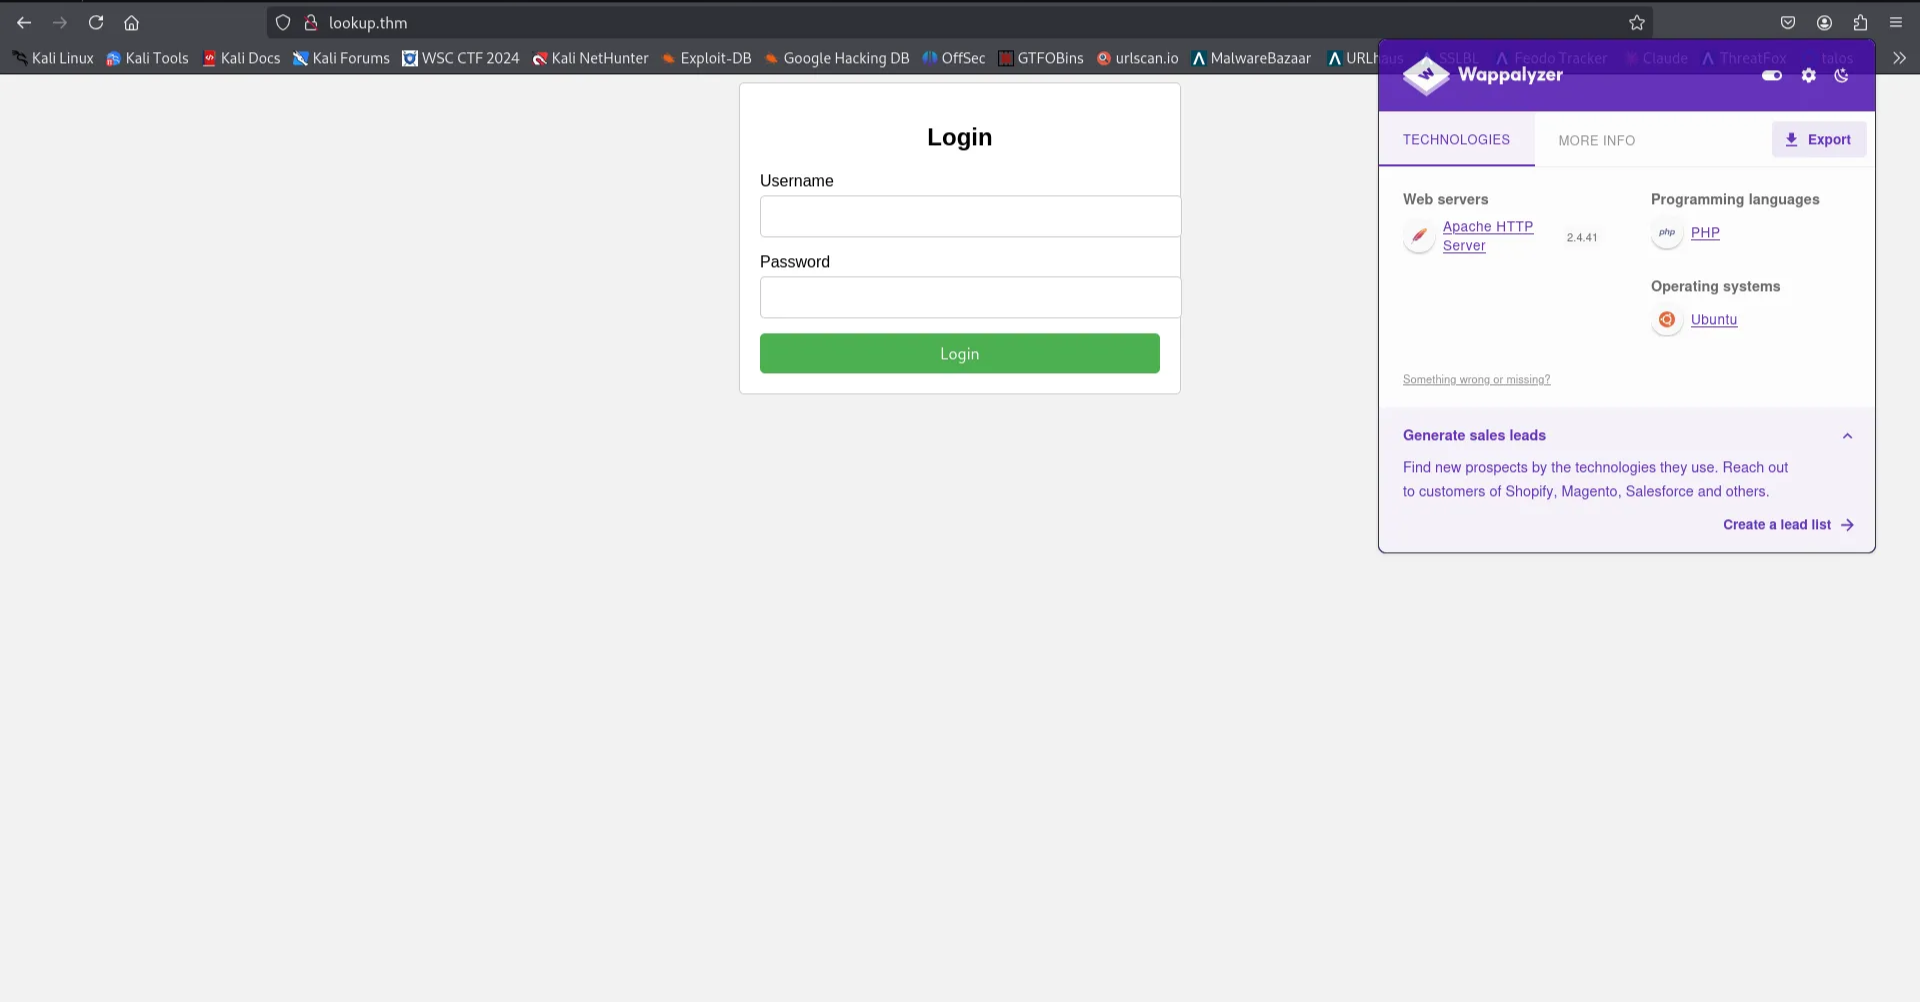 lookup.thm
Kali Linux Kali Tools Kali Docs Kali Forums WSC CTF 2024 Kali NetHunter Exploit-DB Google Hacking DB OffSec GTFOBins urlscan.io MalwareBazaar URLhaus SSLBL Feodo Tracker Claude ThreatFox talos
Login
Username
Password
Login
Wappalyzer
TECHNOLOGIES MORE INFO Export
Web servers
Apache HTTP
Server
2.4.41
Programming languages
php PHP
Operating systems
Ubuntu
Something wrong or missing?
Generate sales leads
Find new prospects by the technologies they use. Reach out
to customers of Shopify, Magento, Salesforce and others.
Create a lead list